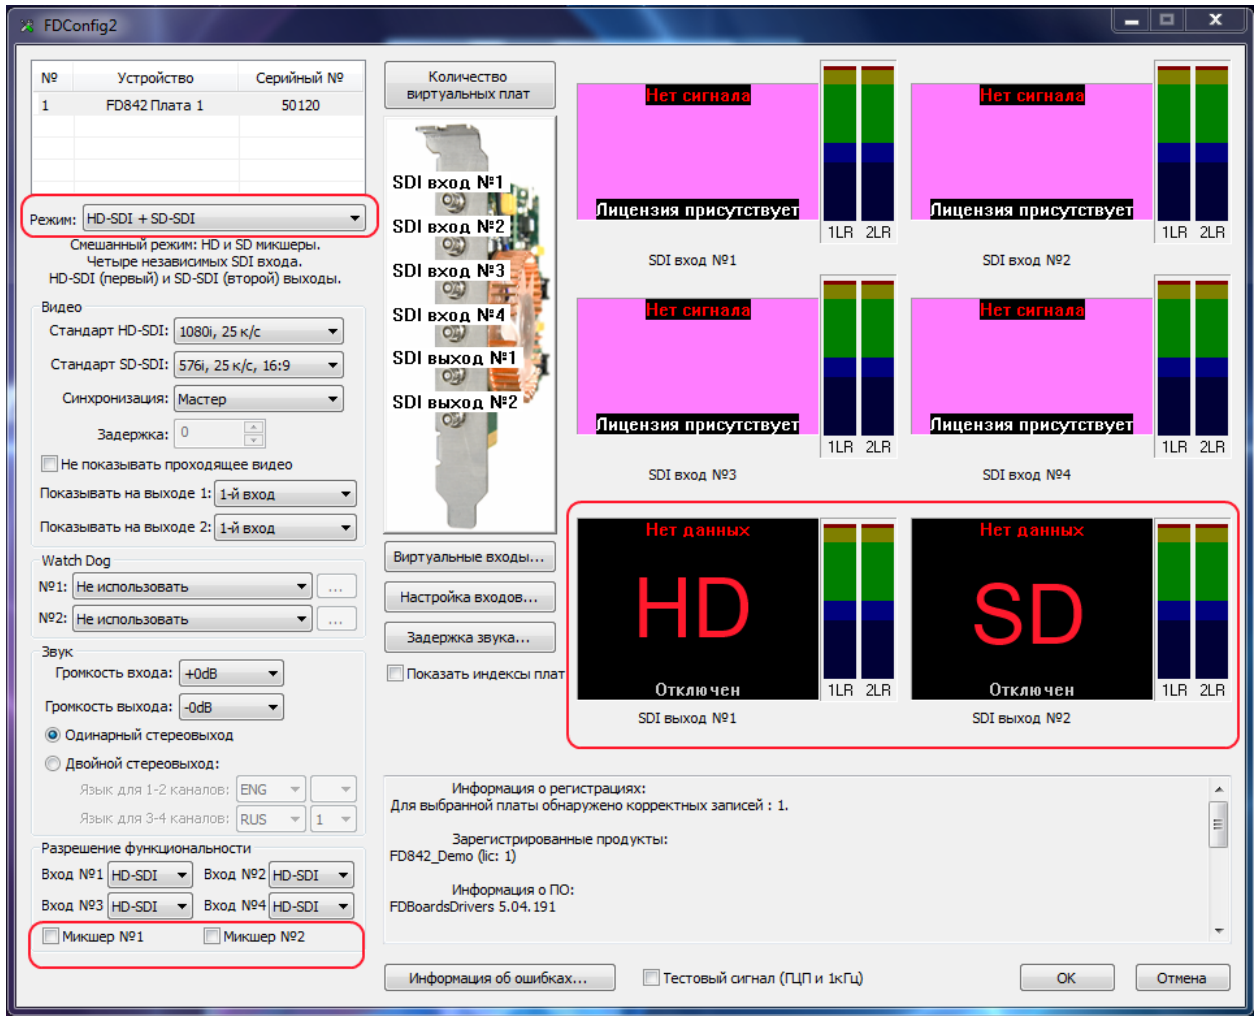 FDConfig2
№ Устройство Серийный №
1 FD842 Плата 1 50120
Режим: HD-SDI + SD-SDI
Смешанный режим: HD и SD микшеры.
Четыре независимых SDI входа.
HD-SDI (первый) и SD-SDI (второй) выходы.
Видео
Стандарт HD-SDI: 1080i, 25 к/с
Стандарт SD-SDI: 576i, 25 к/с, 16:9
Синхронизация: Мастер
Задержка: 0
Не показывать проходящее видео
Показывать на выходе 1: 1-й вход
Показывать на выходе 2: 1-й вход
Watch Dog
№1: Не использовать ...
№2: Не использовать ...
Звук
Громкость входа: +0dB
Громкость выхода: -0dB
Одинарный стереовыход
Двойной стереовыход:
Язык для 1-2 каналов: ENG
Язык для 3-4 каналов: RUS 1
Разрешение функциональности
Вход №1 HD-SDI Вход №2 HD-SDI
Вход №3 HD-SDI Вход №4 HD-SDI
Микшер №1 Микшер №2
Количество
виртуальных плат
SDI вход №1
SDI вход №2
SDI вход №3
SDI вход №4
SDI выход №1
SDI выход №2
Виртуальные входы...
Настройка входов...
Задержка звука...
Показать индексы плат
Нет сигнала
Лицензия присутствует
1LR 2LR
SDI вход №1
Нет сигнала
Лицензия присутствует
1LR 2LR
SDI вход №2
Нет сигнала
Лицензия присутствует
1LR 2LR
SDI вход №3
Нет сигнала
Лицензия присутствует
1LR 2LR
SDI вход №4
Нет данных
HD
Отключен
1LR 2LR
SDI выход №1
Нет данных
SD
Отключен
1LR 2LR
SDI выход №2
Информация о регистрациях:
Для выбранной платы обнаружено корректных записей : 1.
Зарегистрированные продукты:
FD842_Demo (lic: 1)
Информация о ПО:
FDBoardsDrivers 5.04.191
Информация об ошибках...
Тестовый сигнал (ГЦП и 1кГц)
OK
Отмена